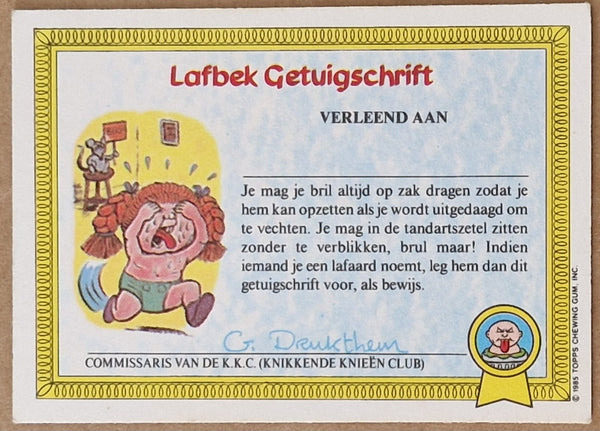 Lafbek Getuigschrift
VERLEEND AAN
Je mag je bril altijd op zak dragen zodat je
hem kan opzetten als je wordt uitgedaagd om
te vechten. Je mag in de tandartszetel zitten
zonder te verblikken, brul maar! Indien
iemand je een lafaard noemt, leg hem dan dit
getuigschrift voor, als bewijs.
G. Drukthem
COMMISSARIS VAN DE K.K.C. (KNIKKENDE KNIEËN CLUB)
© 1985 TOPPS CHEWING GUM, INC.